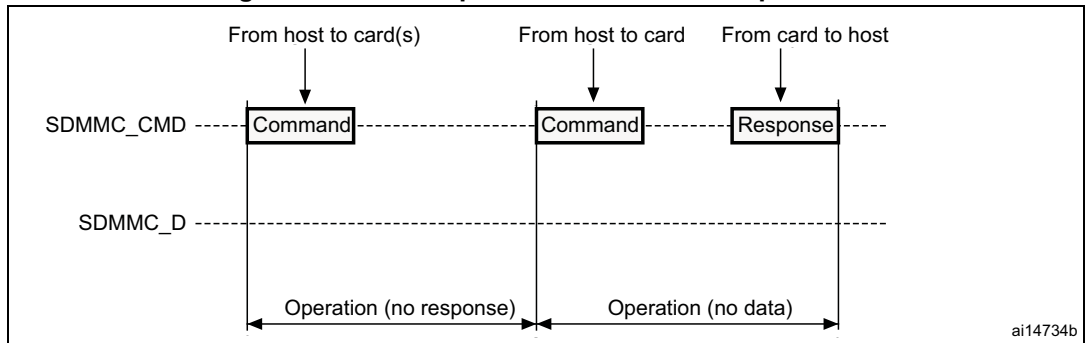 From host to card(s) From host to card From card to host
SDMMC_CMD Command Command Response
SDMMC_D
Operation (no response) Operation (no data)
ai14734b